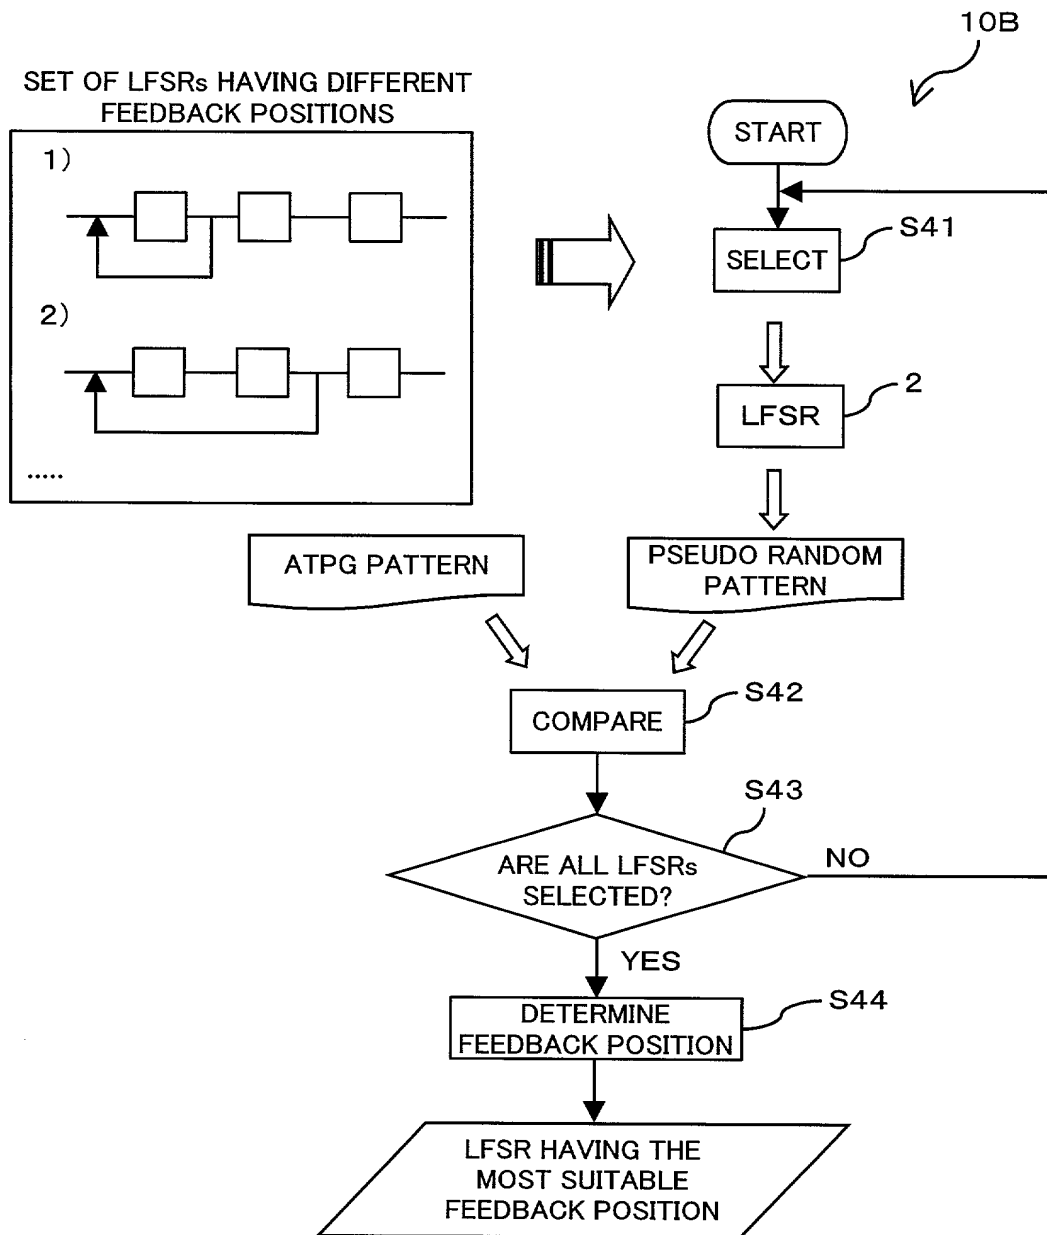 10B
SET OF LFSRs HAVING DIFFERENT
FEEDBACK POSITIONS
1)
2)
.....
START
S41
SELECT
2
LFSR
ATPG PATTERN
PSEUDO RANDOM
PATTERN
S42
COMPARE
S43
ARE ALL LFSRs
SELECTED?
NO
YES
S44
DETERMINE
FEEDBACK POSITION
LFSR HAVING THE
MOST SUITABLE
FEEDBACK POSITION